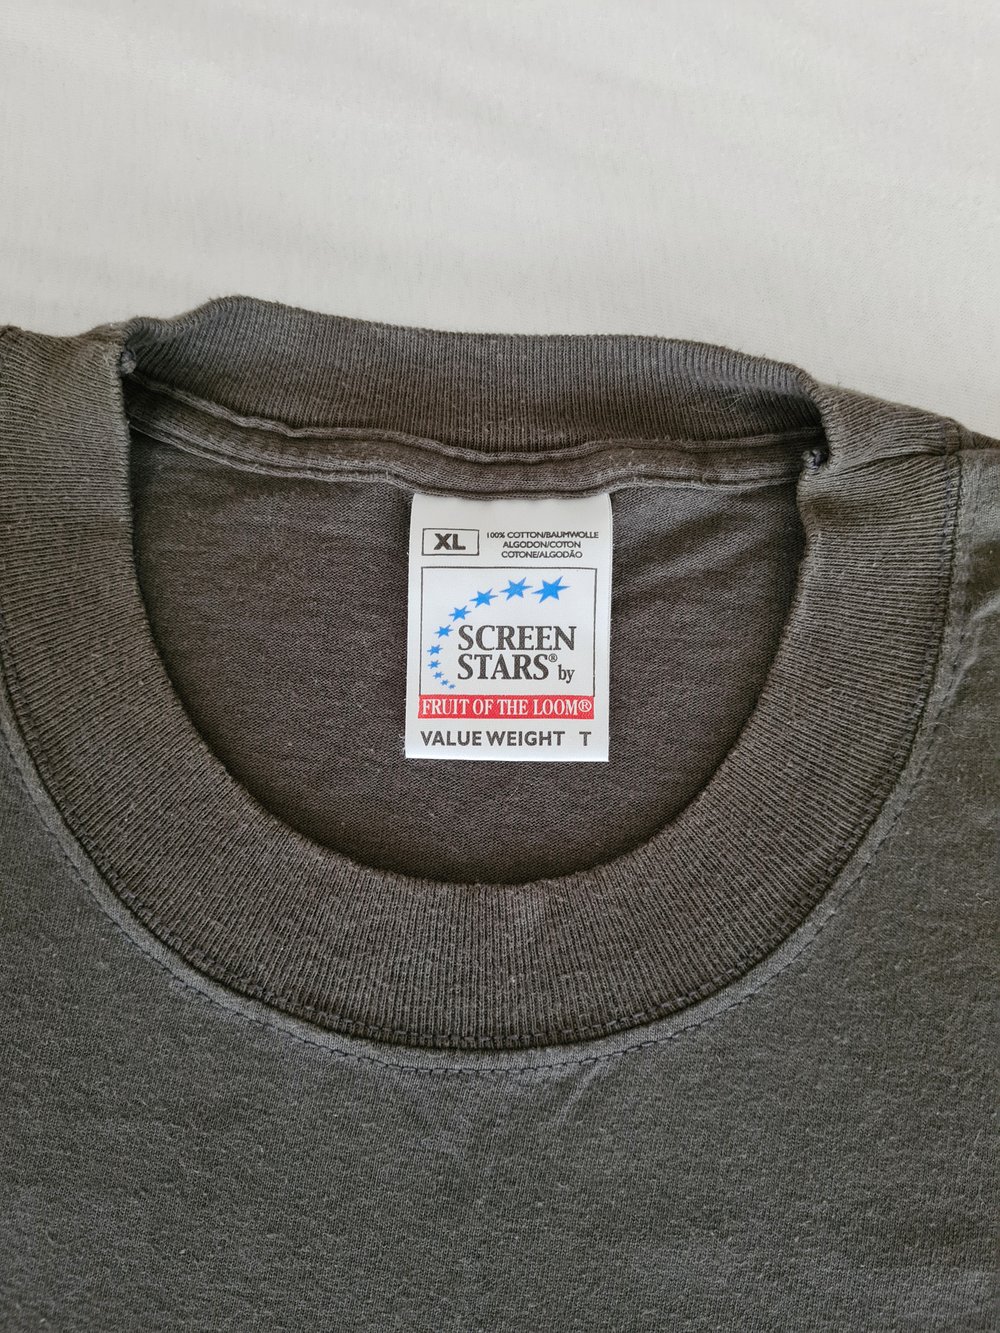 XL
100% COTTON/BAUMWOLLE
ALGODON/COTON
COTONE/ALGODÃO
SCREEN
STARS® by
FRUIT OF THE LOOM®
VALUE WEIGHT T